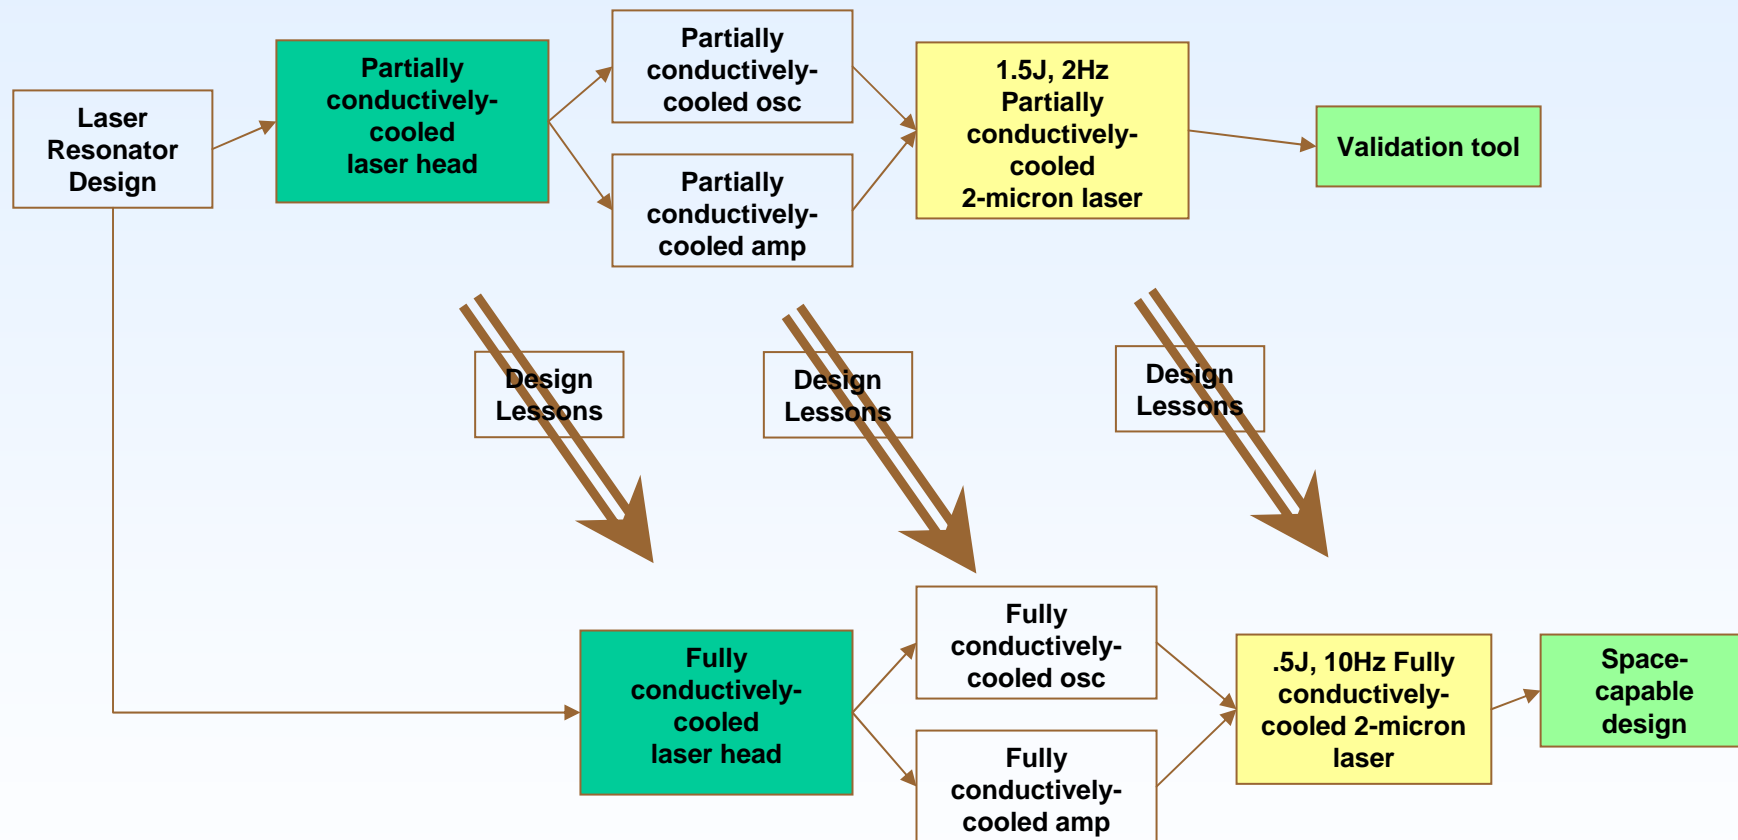 Laser
Resonator
Design
Partially
conductively-
cooled
laser head
Partially
conductively-
cooled osc
Partially
conductively-
cooled amp
1.5J, 2Hz
Partially
conductively-
cooled
2-micron laser
Validation tool
Design
Lessons
Design
Lessons
Design
Lessons
Fully
conductively-
cooled
laser head
Fully
conductively-
cooled osc
Fully
conductively-
cooled amp
.5J, 10Hz Fully
conductively-
cooled 2-micron
laser
Space-
capable
design